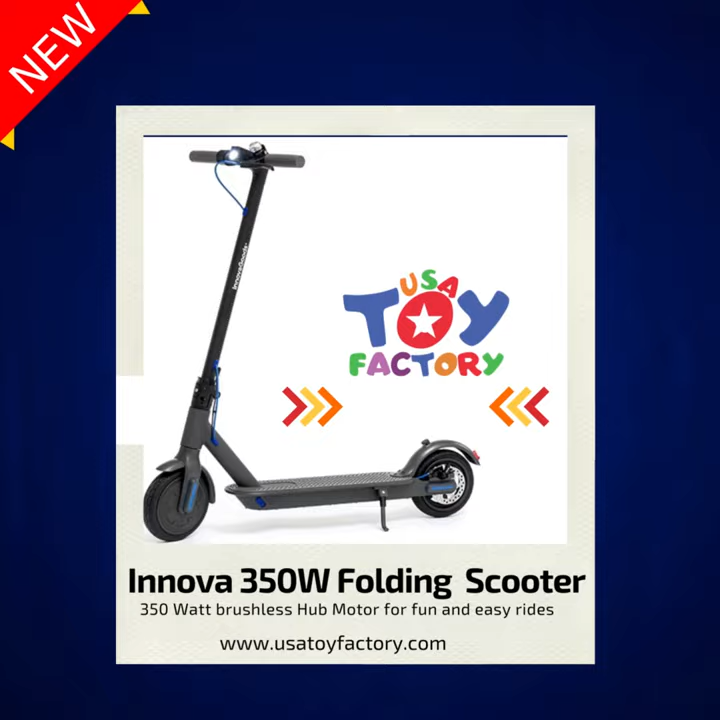 NEW
InnovaGoods
USA
TOY
FACTORY
Innova 350W Folding Scooter
350 Watt brushless Hub Motor for fun and easy rides
www.usatoyfactory.com